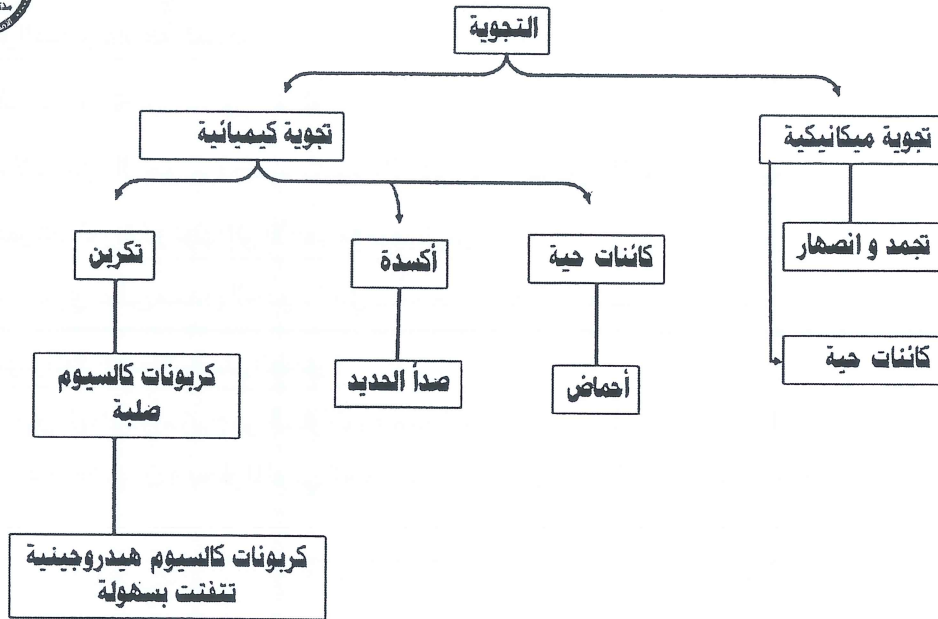 التجوية
تجوية ميكانيكية
تجوية كيميائية
تجمد و انصهار
كائنات حية
أكسدة
تكربن
كائنات حية
أحماض
صدأ الحديد
كربونات كالسيوم
صلبة
كربونات كالسيوم هيدروجينية
تتفتت بسهولة